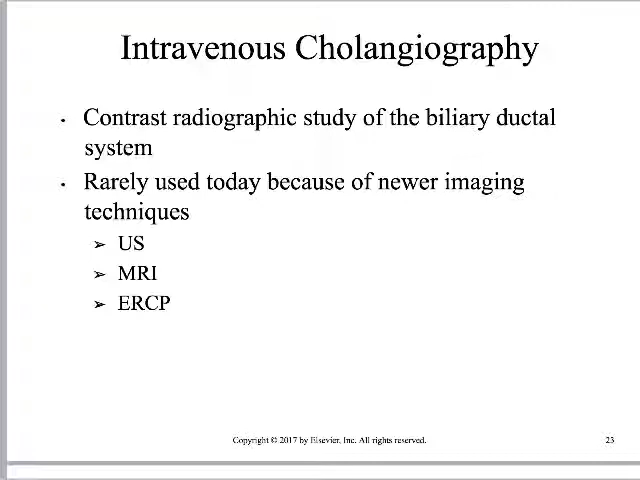 Intravenous Cholangiography
• Contrast radiographic study of the biliary ductal
system
• Rarely used today because of newer imaging
techniques
➢ US
➢ MRI
➢ ERCP
Copyright © 2017 by Elsevier, Inc. All rights reserved.
23